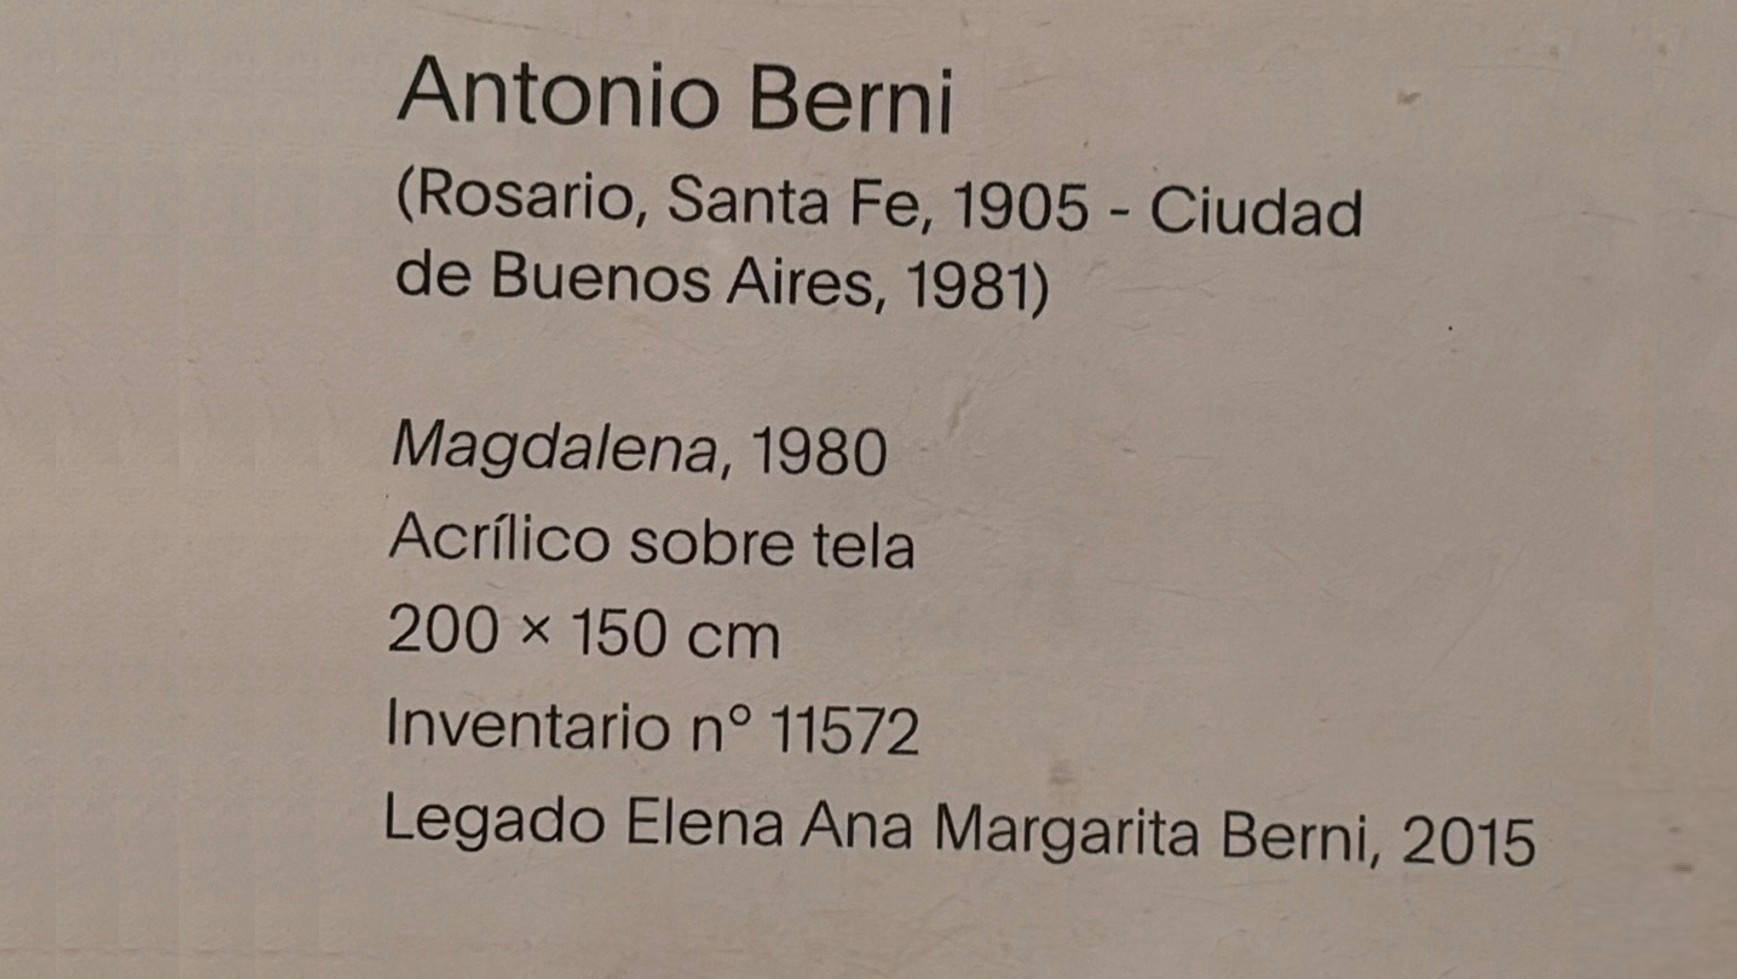 Antonio Berni
(Rosario, Santa Fe, 1905 - Ciudad
de Buenos Aires, 1981)
Magdalena, 1980
Acrílico sobre tela
200 × 150 cm
Inventario nº 11572
Legado Elena Ana Margarita Berni, 2015